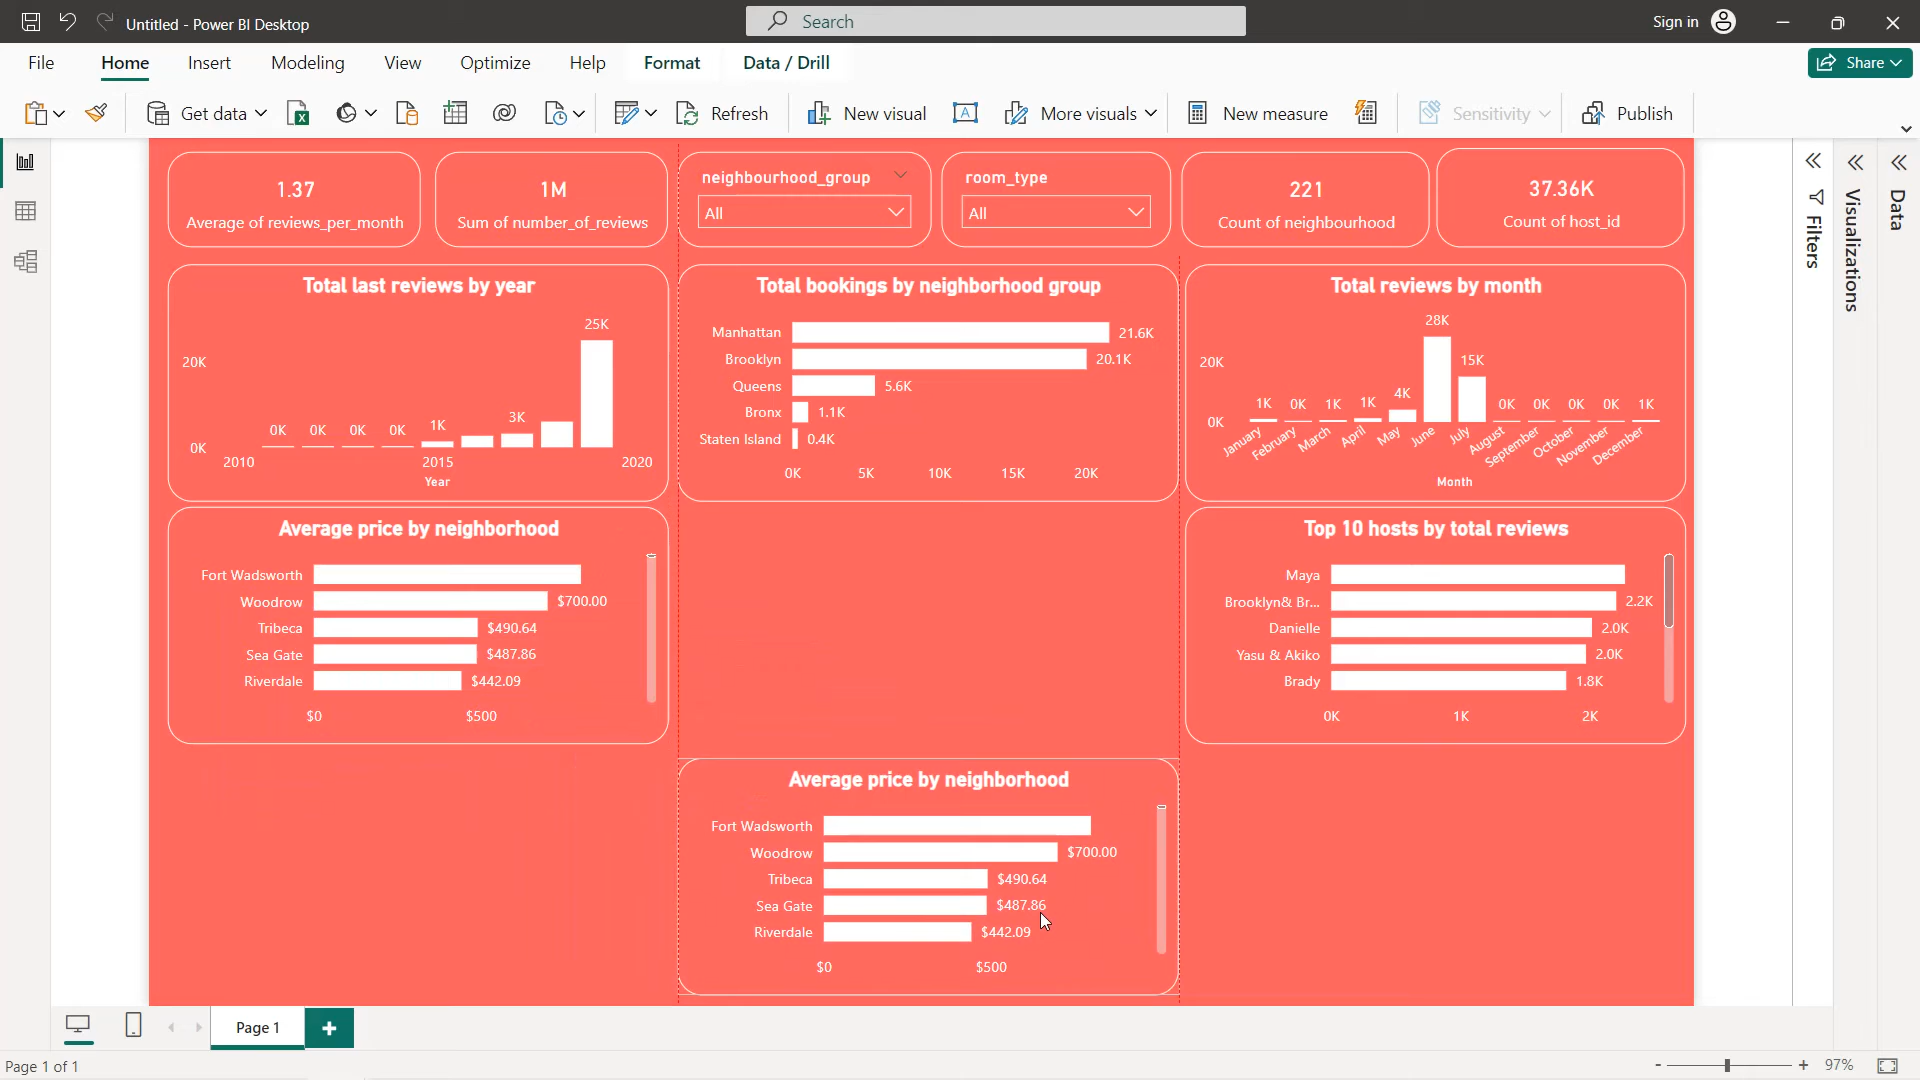 Untitled - Power BI Desktop
Search
Sign in
File
Home
Insert
Modeling
View
Optimize
Help
Format
Data / Drill
Share
Get data
Refresh
New visual
More visuals
New measure
Sensitivity
Publish
1.37
Average of reviews_per_month
1M
Sum of number_of_reviews
neighbourhood_group
All
room_type
All
221
Count of neighbourhood
37.36K
Count of host_id
Filters
Visualizations
Data
Total last reviews by year
25K
20K
3K
1K
0K 0K 0K 0K
0K
2010 2015 2020
Year
Total bookings by neighborhood group
Manhattan 21.6K
Brooklyn 20.1K
Queens 5.6K
Bronx 1.1K
Staten Island 0.4K
0K 5K 10K 15K 20K
Total reviews by month
28K
20K
15K
4K
1K 0K 1K 1K 0K 0K 0K 0K 1K
0K
January February March April May June July August September October November December
Month
Average price by neighborhood
Fort Wadsworth
Woodrow $700.00
Tribeca $490.64
Sea Gate $487.86
Riverdale $442.09
$0 $500
Top 10 hosts by total reviews
Maya
Brooklyn& Br... 2.2K
Danielle 2.0K
Yasu & Akiko 2.0K
Brady 1.8K
0K 1K 2K
Average price by neighborhood
Fort Wadsworth
Woodrow $700.00
Tribeca $490.64
Sea Gate $487.86
Riverdale $442.09
$0 $500
Page 1
+
Page 1 of 1
- + 97%